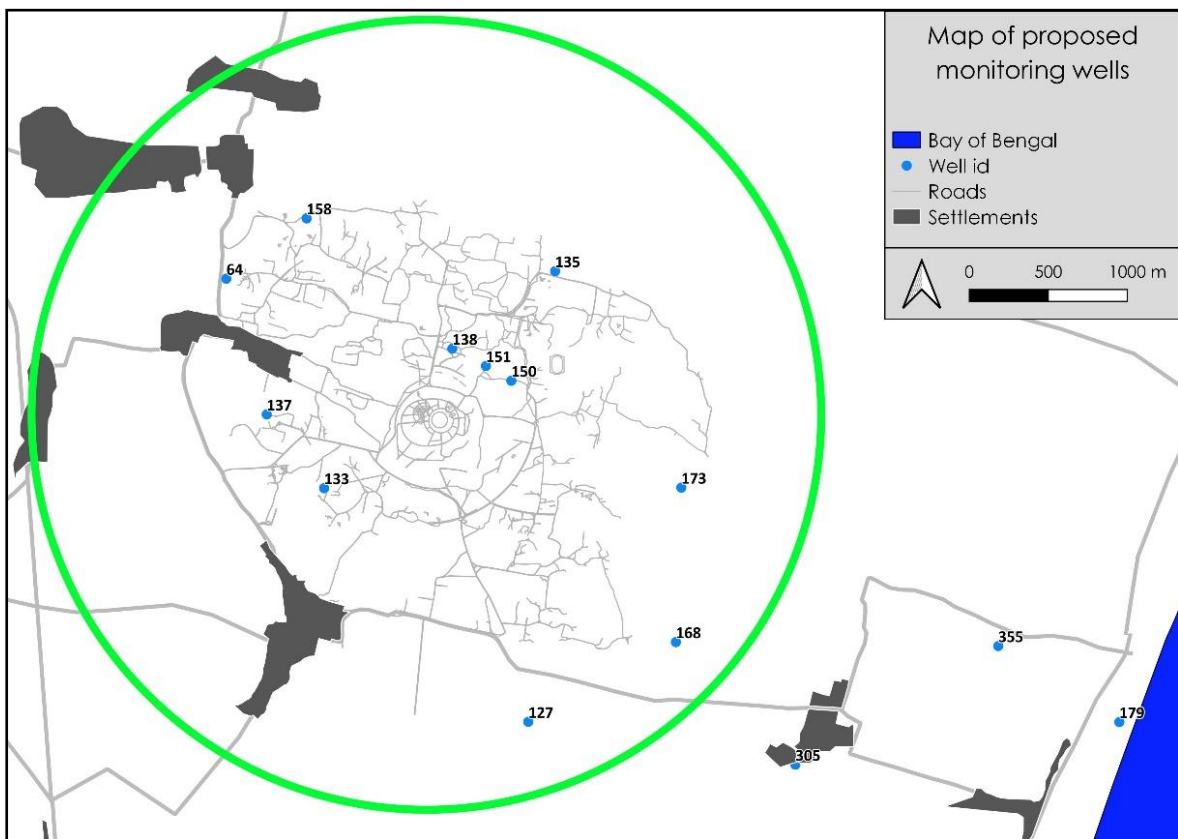 Map of proposed
monitoring wells
Bay of Bengal
Well id
Roads
Settlements
0 500 1000 m
158
64
135
138
151
150
137
133
173
168
355
127
179
305